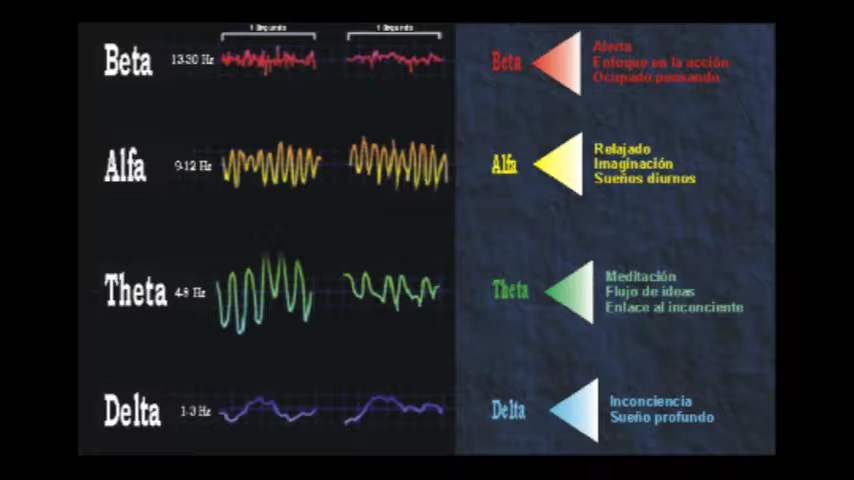 1 Segundo
1 Segundo
Beta
13-30 Hz
Alfa
9-12 Hz
Theta
4-8 Hz
Delta
1-3 Hz
Beta
Alerta
Enfoque en la acción
Ocupado pensando
Alfa
Relajado
Imaginación
Sueños diurnos
Theta
Meditación
Flujo de ideas
Enlace al inconciente
Delta
Inconciencia
Sueño profundo